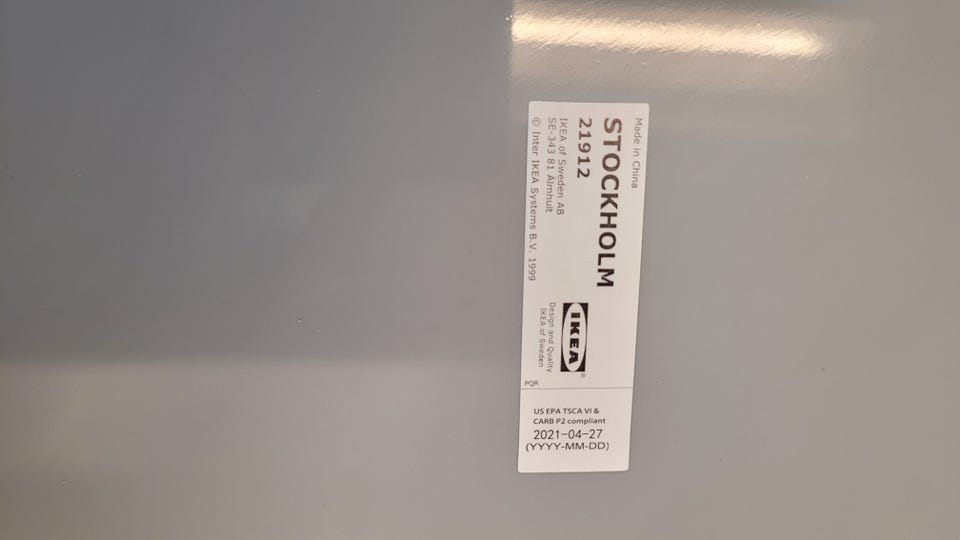 Made in China
STOCKHOLM
21912
IKEA of Sweden AB
SE-343 81 Älmhult
© Inter IKEA Systems B.V. 1999
IKEA®
Design and Quality
IKEA of Sweden
PQR
US EPA TSCA VI &
CARB P2 compliant
2021-04-27
(YYYY-MM-DD)